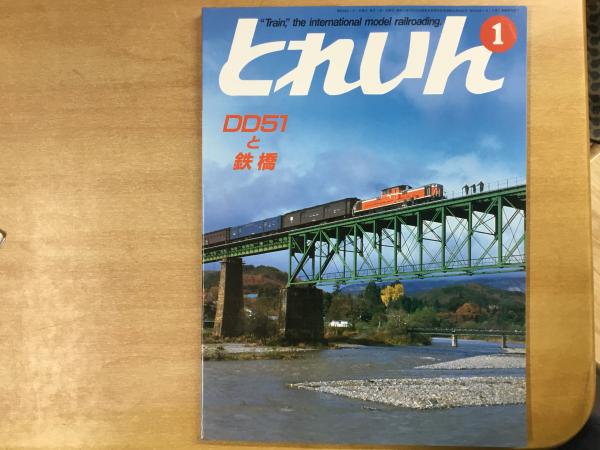 "Train," the international model railroading.
とれいん
1
DD51
と
鉄橋